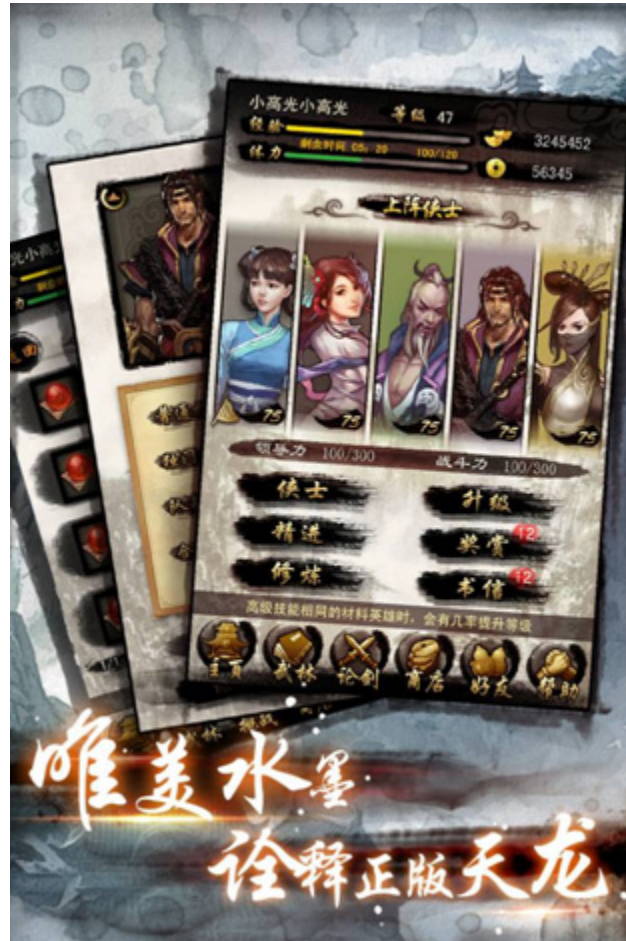 小高光小高光 等级 47
经验
3245452
体力 剩余时间 05:20 100/120
56345
上阵侠士
75 75 75 75 75
领导力 100/300 战斗力 100/300
侠士 升级
精进 奖赏 12
修炼 书信 12
高级技能相同的材料英雄时，会有几率提升等级
主页 武林 论剑 商店 好友 帮助
唯美水墨
诠释正版天龙